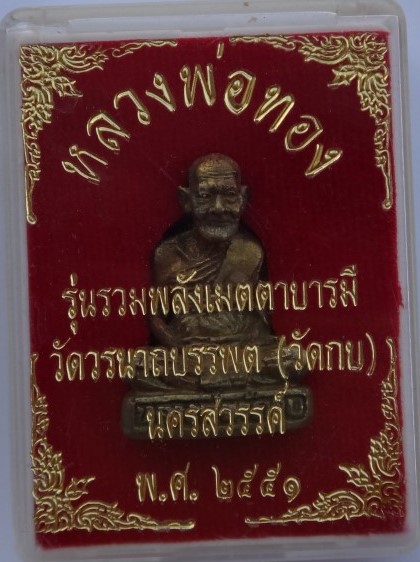 หลวงพ่อทอง
รุ่นรวมพลังเมตตาบารมี
วัดวรนาถบรรพต (วัดกบ)
นครสวรรค์
พ.ศ. ๒๕๕๑